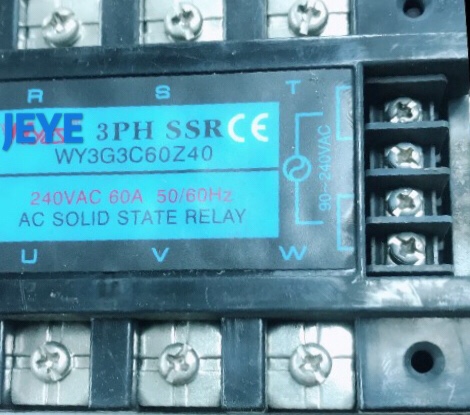 R S T
JEYE 3PH SSR CE
WY3G3C60Z40
240VAC 60A 50/60Hz
AC SOLID STATE RELAY
90~240VAC
U V W